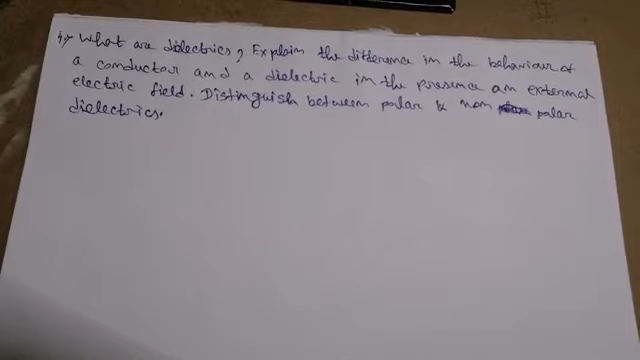 4, What are dielectrics, Explain the difference in the behaviour of
a conductor and a dielectric in the presence an external
electric field. Distinguish between polar & non polar
dielectrics.